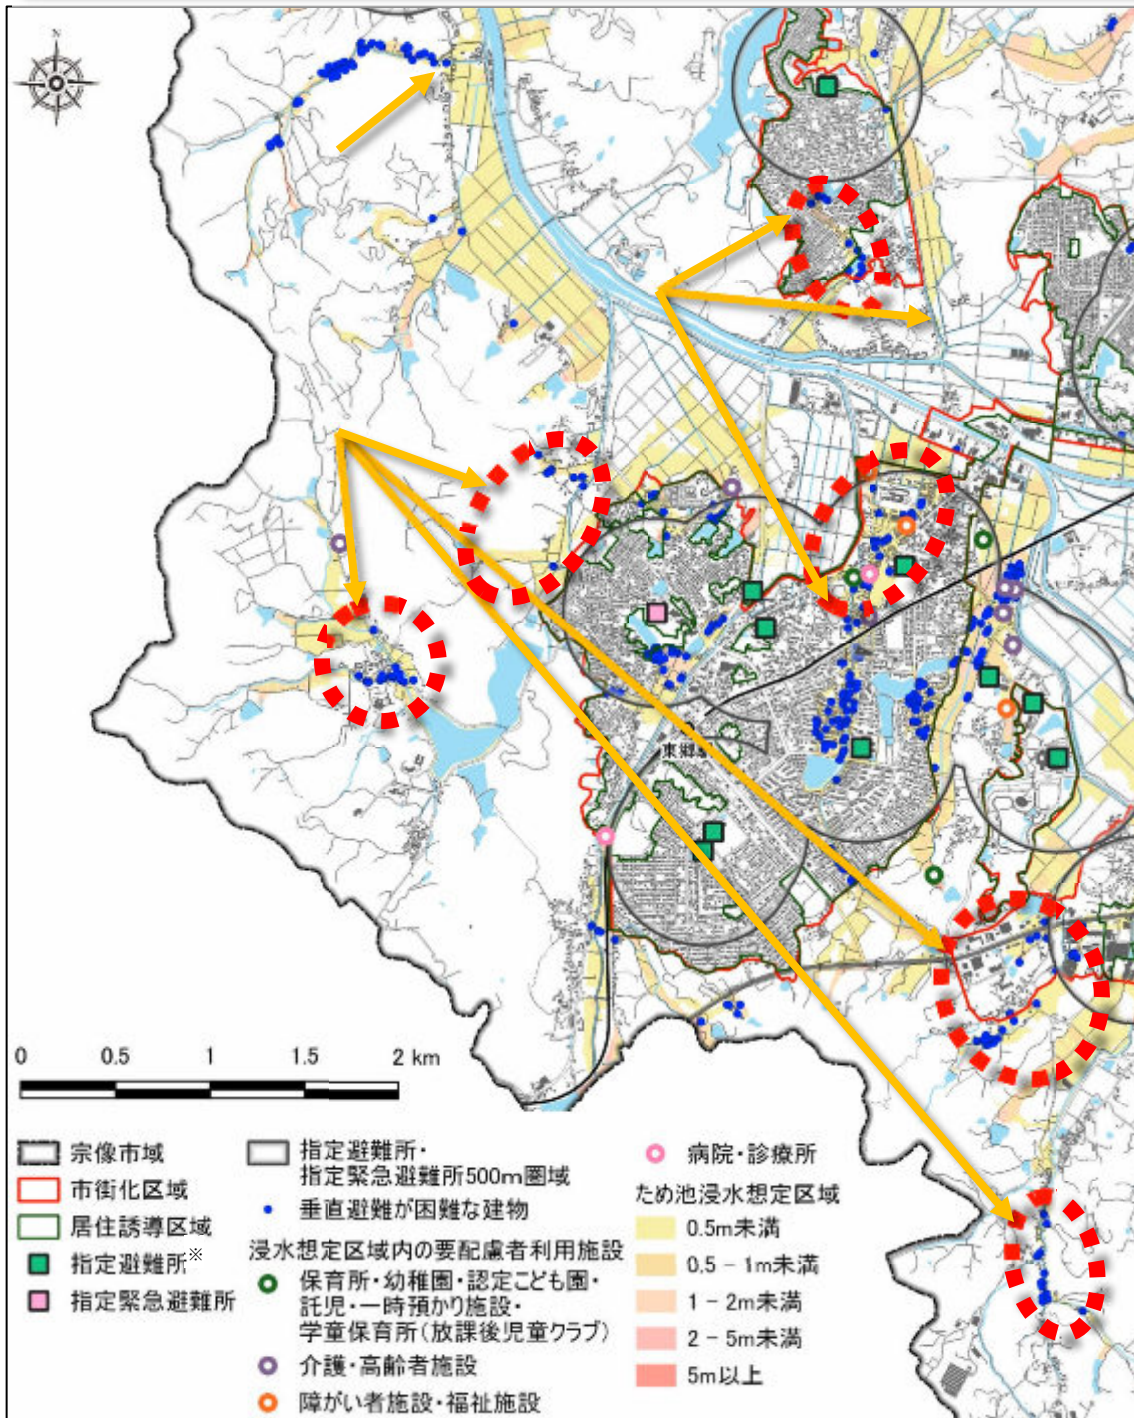 N
東郷
0 0.5 1 1.5 2 km
宗像市域
市街化区域
居住誘導区域
指定避難所※
指定緊急避難所
指定避難所・
指定緊急避難所500m圏域
垂直避難が困難な建物
浸水想定区域内の要配慮者利用施設
保育所・幼稚園・認定こども園・
託児・一時預かり施設・
学童保育所(放課後児童クラブ)
介護・高齢者施設
障がい者施設・福祉施設
病院・診療所
ため池浸水想定区域
0.5m未満
0.5-1m未満
1-2m未満
2-5m未満
5m以上